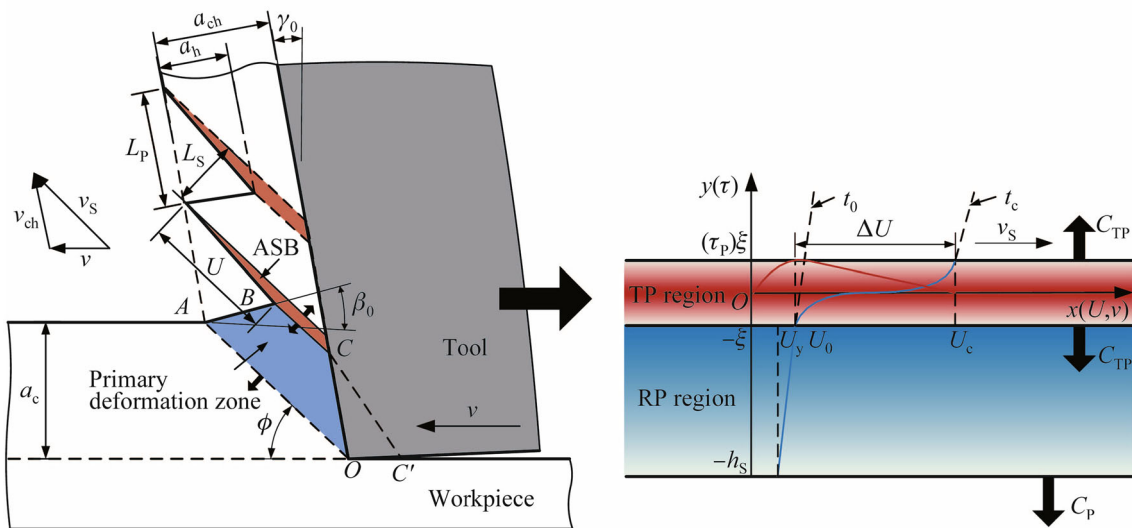 a_ch
γ_0
a_h
L_P
L_S
v_ch
v_S
v
U
ASB
A
B
β_0
C
Tool
a_c
Primary
deformation zone
ϕ
v
O
C′
Workpiece
y(τ)
t_0
t_c
ΔU
v_S
C_TP
(τ_P)ξ
TP region
O
x(U,v)
−ξ
U_y U_0
U_c
C_TP
RP region
−h_S
C_P